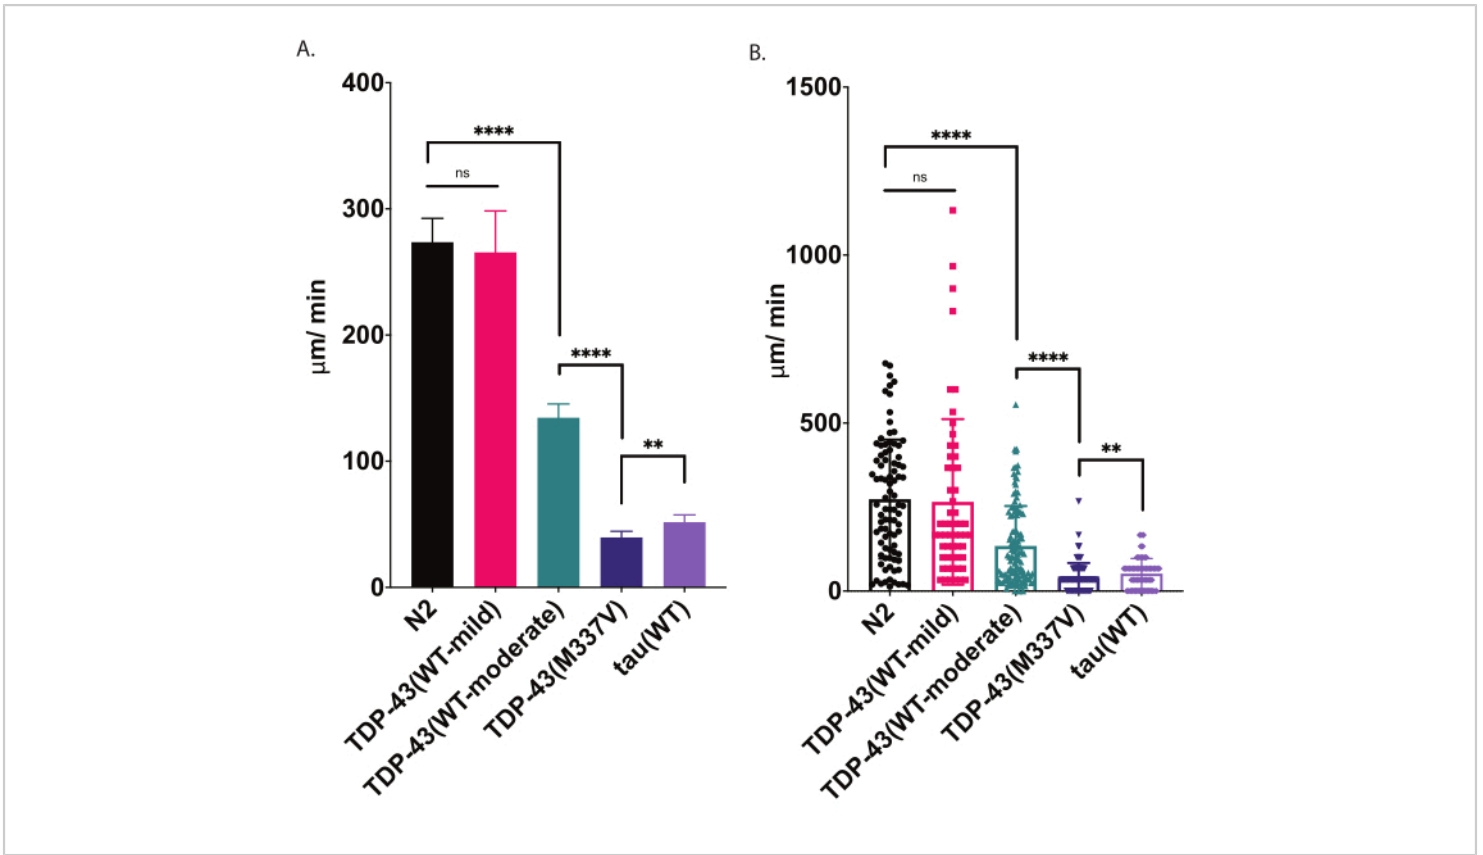 A.
400
300
200
100
0
µm/ min
****
ns
****
**
N2
TDP-43(WT-mild)
TDP-43(WT-moderate)
TDP-43(M337V)
tau(WT)
B.
1500
1000
500
0
µm/ min
****
ns
****
**
N2
TDP-43(WT-mild)
TDP-43(WT-moderate)
TDP-43(M337V)
tau(WT)